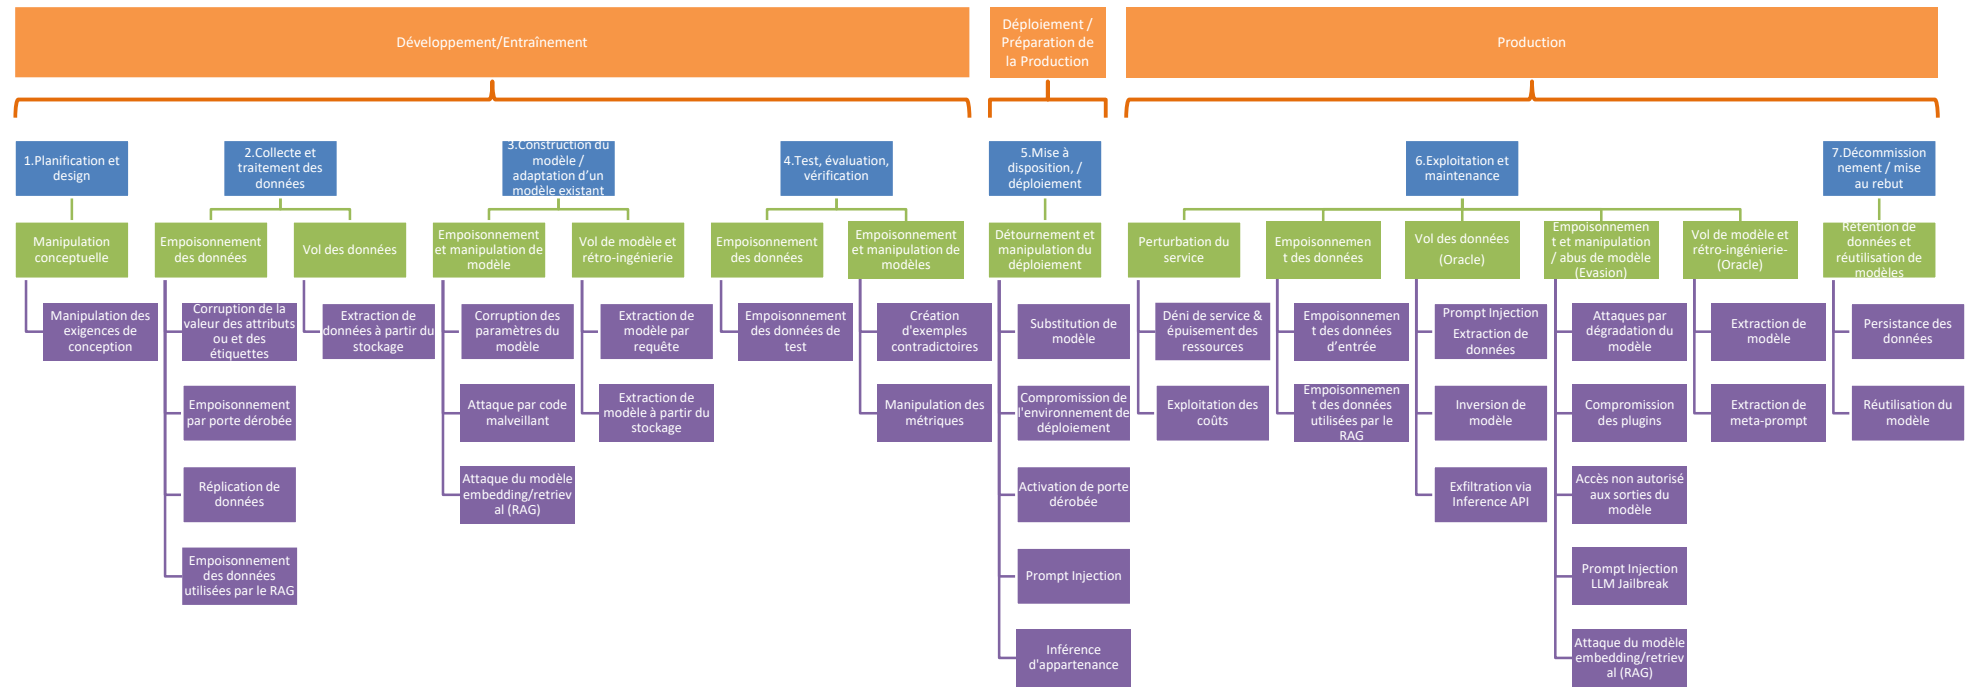 Développement/Entraînement
Déploiement /
Préparation de
la Production
Production
1.Planification et
design
2.Collecte et
traitement des
données
3.Construction du
modèle /
adaptation d'un
modèle existant
4.Test, évaluation,
vérification
5.Mise à
disposition, /
déploiement
6.Exploitation et
maintenance
7.Décommission
nement / mise
au rebut
Manipulation
conceptuelle
Empoisonnement
des données
Vol des données
Empoisonnement
et manipulation de
modèle
Vol de modèle et
rétro-ingénierie
Empoisonnement
des données
Empoisonnement
et manipulation de
modèles
Détournement et
manipulation du
déploiement
Perturbation du
service
Empoisonnemen
t des données
Vol des données
(Oracle)
Empoisonnemen
t et manipulation
/ abus de modèle
(Evasion)
Vol de modèle et
rétro-ingénierie-
(Oracle)
Rétention de
données et
réutilisation de
modèles
Manipulation des
exigences de
conception
Corruption de la
valeur des attributs
ou et des
étiquettes
Extraction de
données à partir du
stockage
Corruption des
paramètres du
modèle
Extraction de
modèle par
requête
Empoisonnement
des données de
test
Création
d'exemples
contradictoires
Substitution de
modèle
Déni de service &
épuisement des
ressources
Empoisonnemen
t des données
d'entrée
Prompt Injection
Extraction de
données
Attaques par
dégradation du
modèle
Extraction de
modèle
Persistance des
données
Empoisonnement
par porte dérobée
Attaque par code
malveillant
Extraction de
modèle à partir du
stockage
Manipulation des
métriques
Compromission de
l'environnement de
déploiement
Exploitation des
coûts
Empoisonnemen
t des données
utilisées par le
RAG
Inversion de
modèle
Compromission
des plugins
Extraction de
meta-prompt
Réutilisation du
modèle
Réplication de
données
Attaque du modèle
embedding/retriev
al (RAG)
Activation de porte
dérobée
Exfiltration via
Inference API
Accès non autorisé
aux sorties du
modèle
Empoisonnement
des données
utilisées par le RAG
Prompt Injection
Prompt Injection
LLM Jailbreak
Inférence
d'appartenance
Attaque du modèle
embedding/retriev
al (RAG)